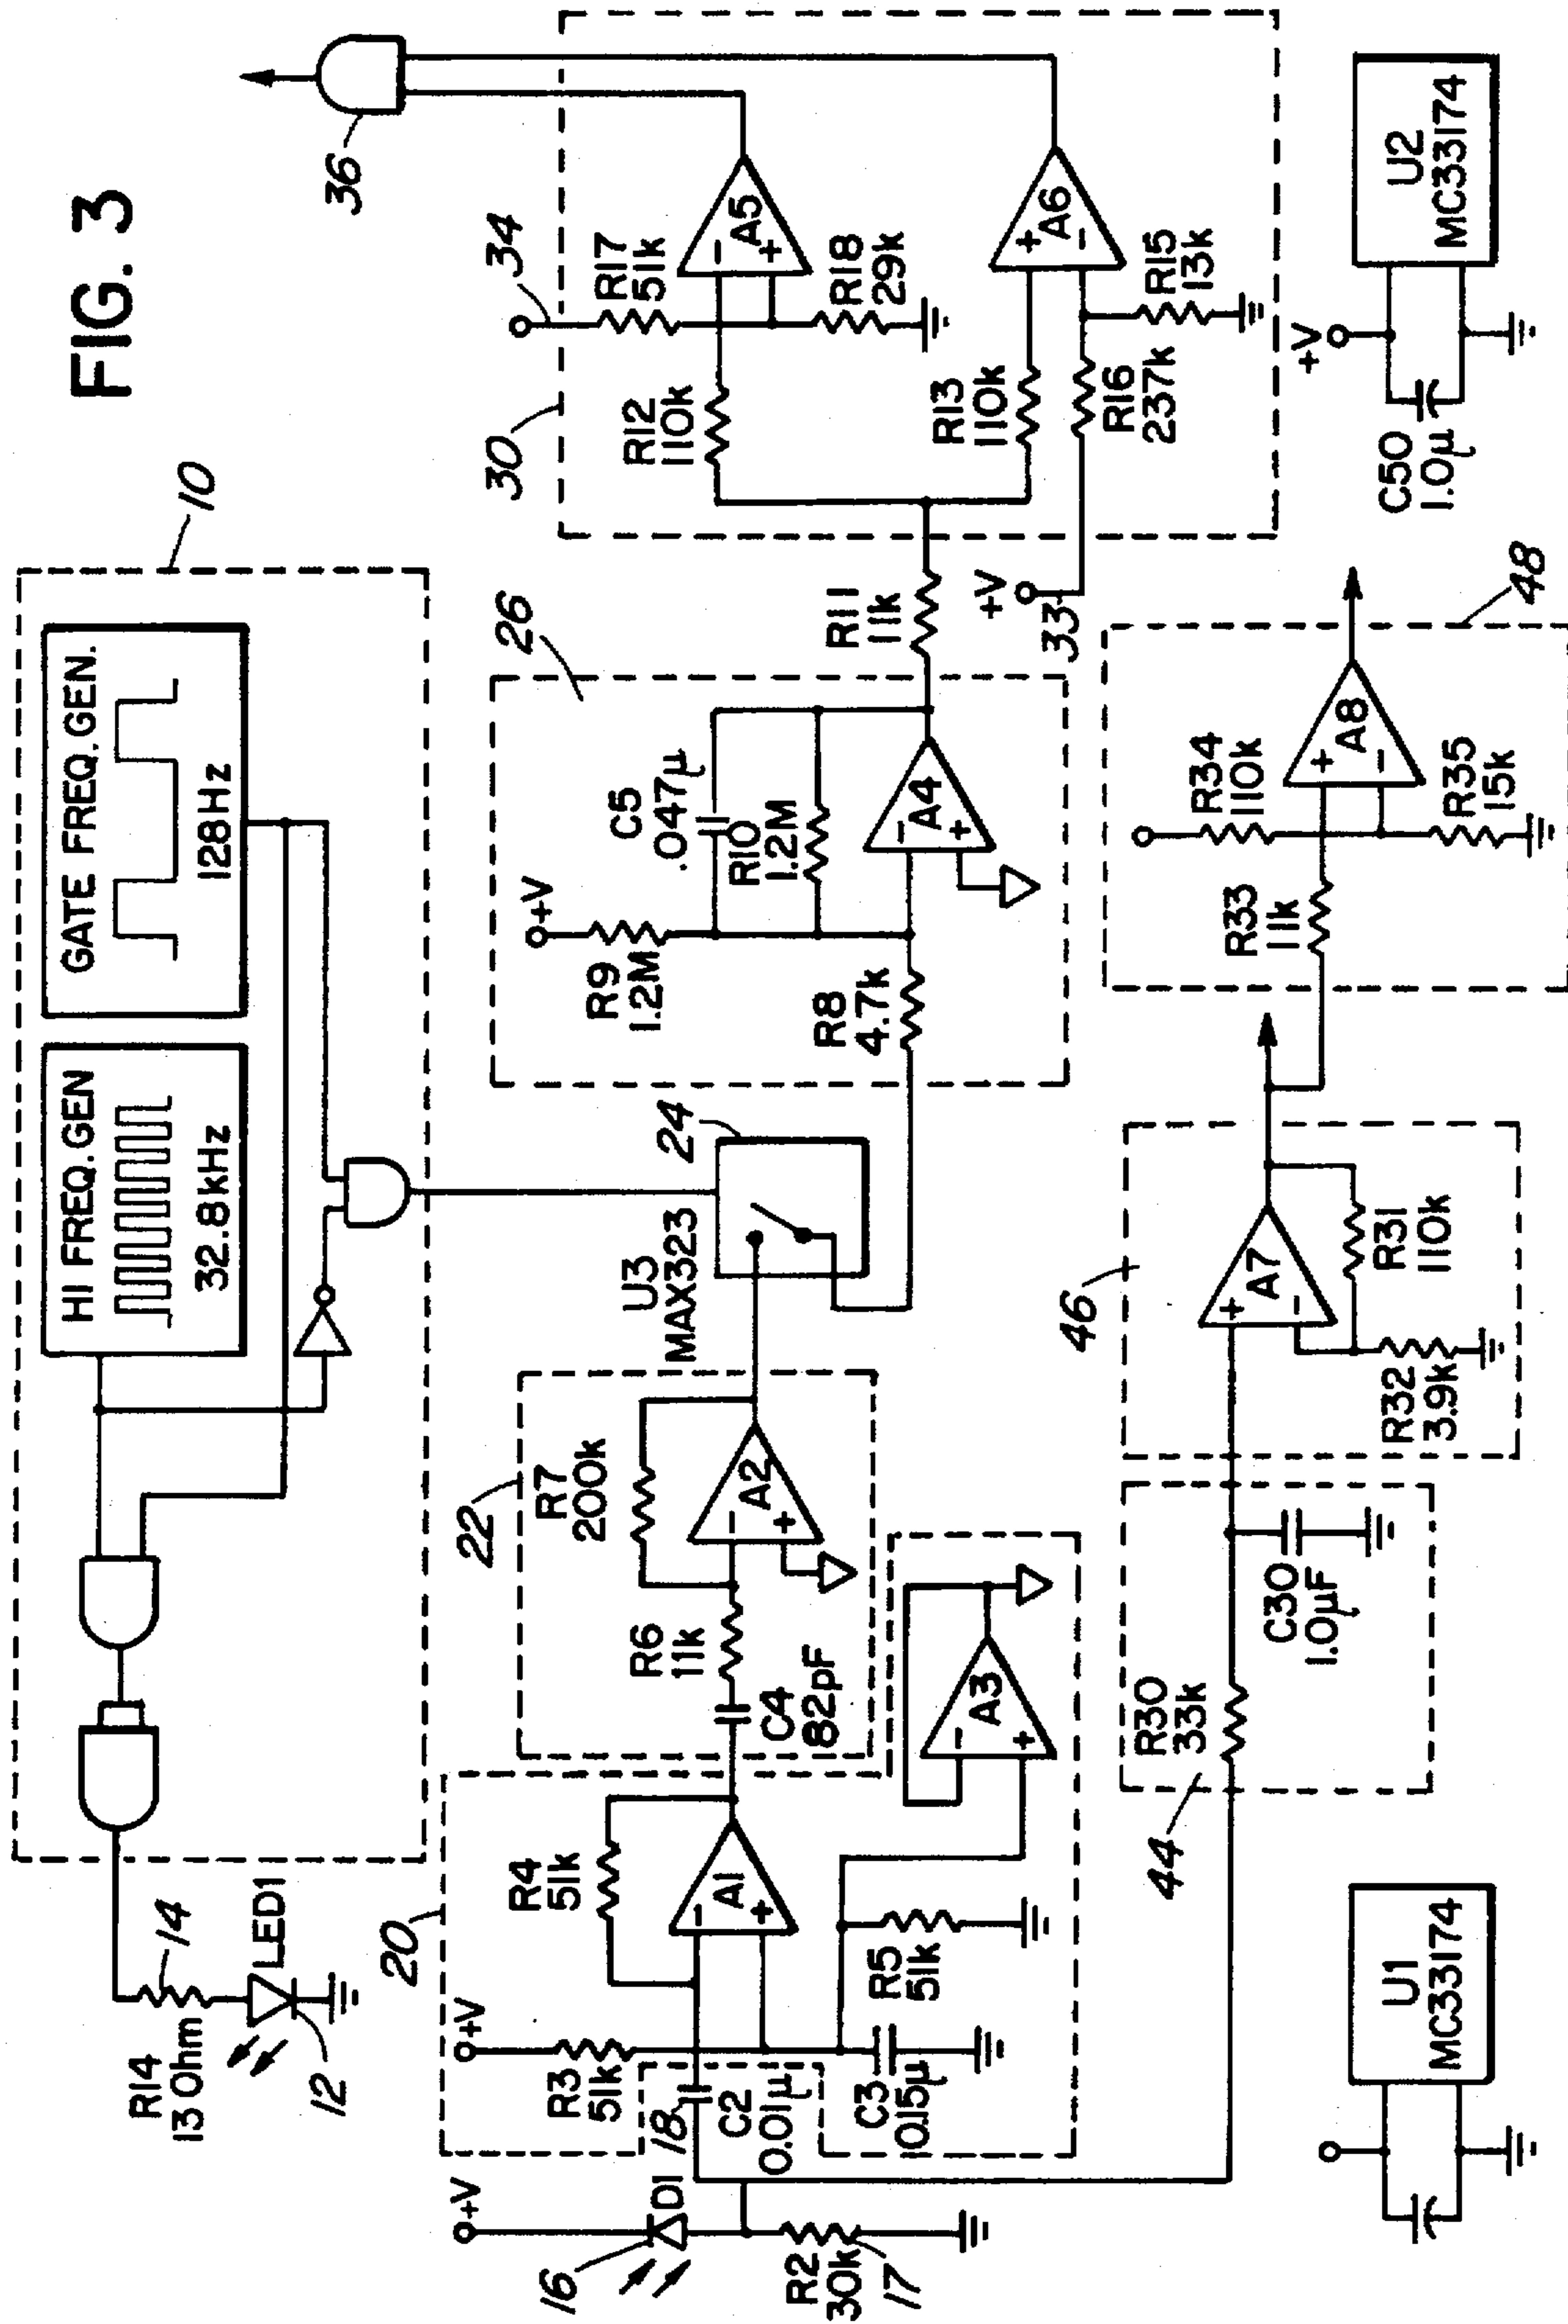 FIG. 3
10
HI FREQ.GEN
32.8kHz
GATE FREQ.GEN.
128Hz
R14
13 Ohm
14
LED1
12
36
20
+V
R3
51k
R4
51k
A1
-
+
18
C2
0.01µ
C3
0.15µ
R5
51k
A3
-
+
+V
16
D1
R2
30k
17
22
R7
200k
R6
11k
C4
82pF
A2
-
+
U3
MAX323
24
26
+V
R9
1.2M
C5
.047µ
R10
1.2M
R8
4.7k
A4
-
+
R11
11k
+V
33
30
34
R17
51k
R12
110k
A5
-
+
R18
29k
R13
110k
A6
+
-
R16
237k
R15
13k
44
R30
33k
C30
1.0µF
46
A7
+
-
R31
110k
R32
3.9k
48
R34
110k
R33
11k
A8
+
-
R35
15k
U1
MC33174
+V
C50
1.0µ
U2
MC33174